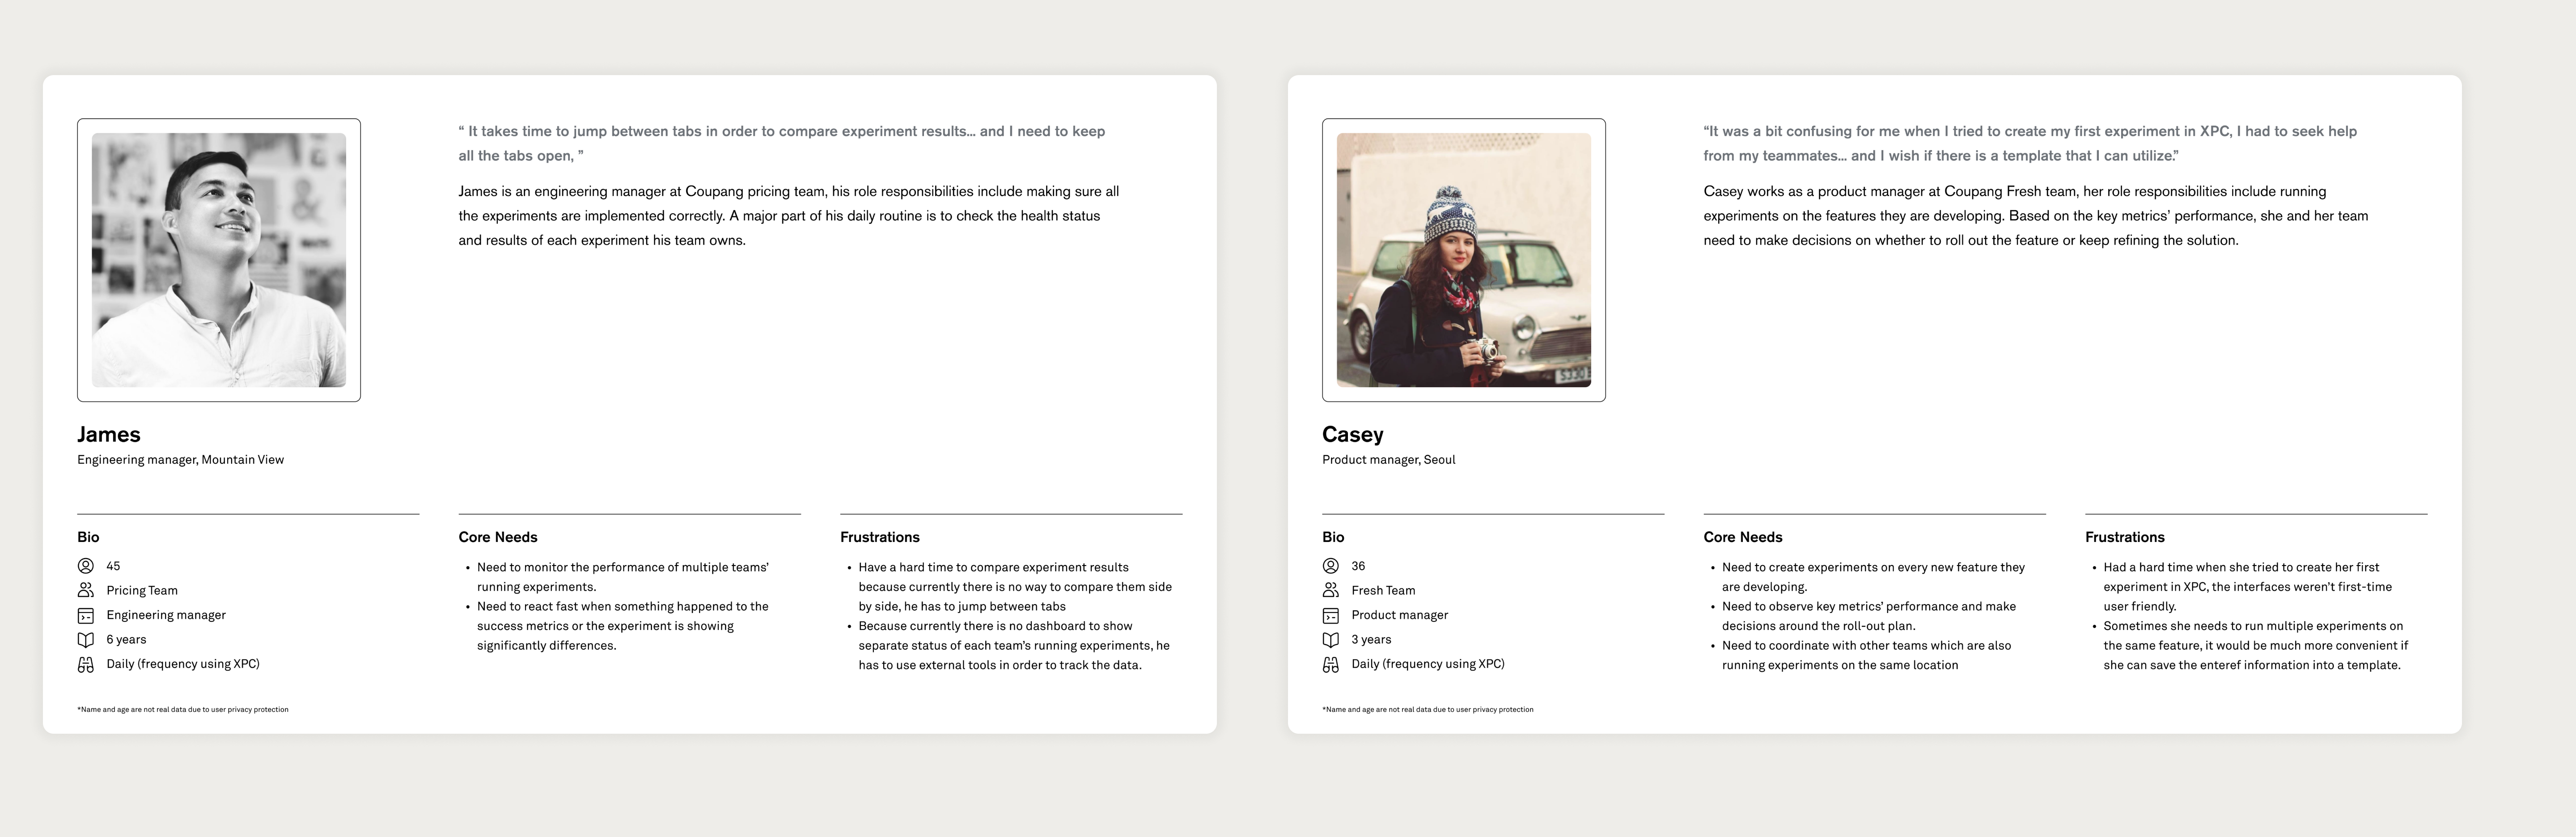 “ It takes time to jump between tabs in order to compare experiment results... and I need to keep
all the tabs open, ”
James is an engineering manager at Coupang pricing team, his role responsibilities include making sure all
the experiments are implemented correctly. A major part of his daily routine is to check the health status
and results of each experiment his team owns.
James
Engineering manager, Mountain View
Bio
45
Pricing Team
Engineering manager
6 years
Daily (frequency using XPC)
Core Needs
• Need to monitor the performance of multiple teams’
running experiments.
• Need to react fast when something happened to the
success metrics or the experiment is showing
significantly differences.
Frustrations
• Have a hard time to compare experiment results
because currently there is no way to compare them side
by side, he has to jump between tabs
• Because currently there is no dashboard to show
separate status of each team’s running experiments, he
has to use external tools in order to track the data.
*Name and age are not real data due to user privacy protection
“It was a bit confusing for me when I tried to create my first experiment in XPC, I had to seek help
from my teammates... and I wish if there is a template that I can utilize.”
Casey works as a product manager at Coupang Fresh team, her role responsibilities include running
experiments on the features they are developing. Based on the key metrics’ performance, she and her team
need to make decisions on whether to roll out the feature or keep refining the solution.
Casey
Product manager, Seoul
Bio
36
Fresh Team
Product manager
3 years
Daily (frequency using XPC)
Core Needs
• Need to create experiments on every new feature they
are developing.
• Need to observe key metrics’ performance and make
decisions around the roll-out plan.
• Need to coordinate with other teams which are also
running experiments on the same location
Frustrations
• Had a hard time when she tried to create her first
experiment in XPC, the interfaces weren’t first-time
user friendly.
• Sometimes she needs to run multiple experiments on
the same feature, it would be much more convenient if
she can save the enteref information into a template.
*Name and age are not real data due to user privacy protection